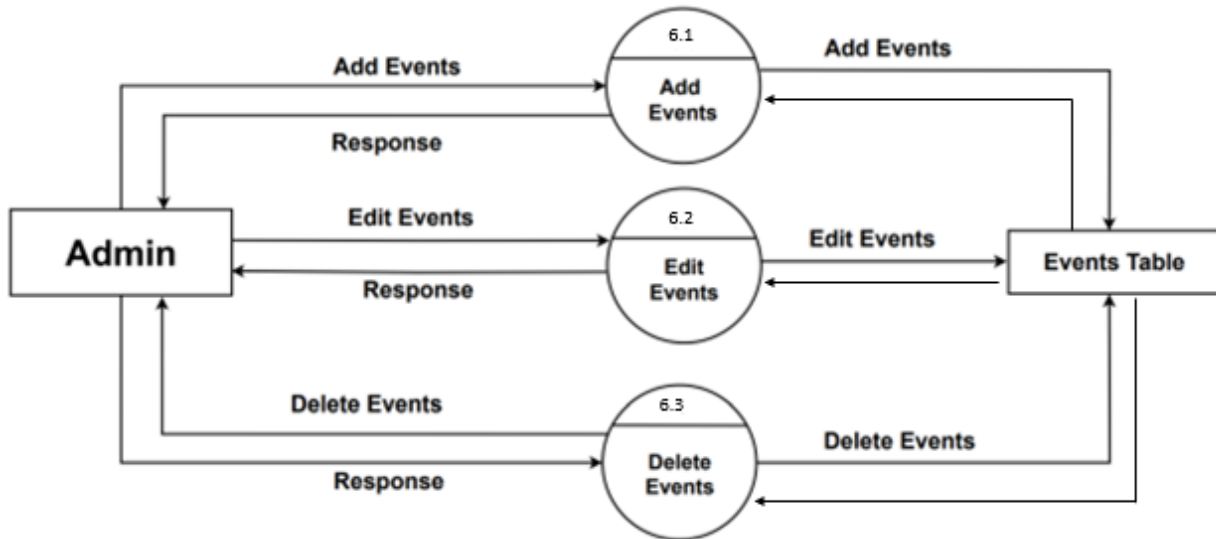 6.1
Add Events
Add Events
Add
Events
Response
6.2
Edit Events
Edit Events
Admin
Edit
Events
Events Table
Response
6.3
Delete Events
Delete Events
Delete
Events
Response